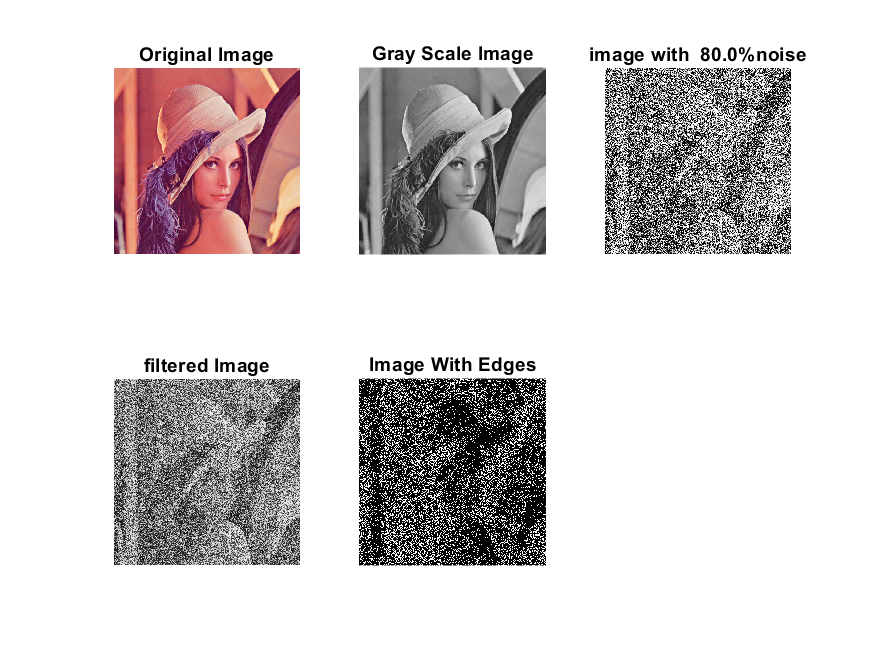 Original Image
Gray Scale Image
image with  80.0%noise
filtered Image
Image With Edges